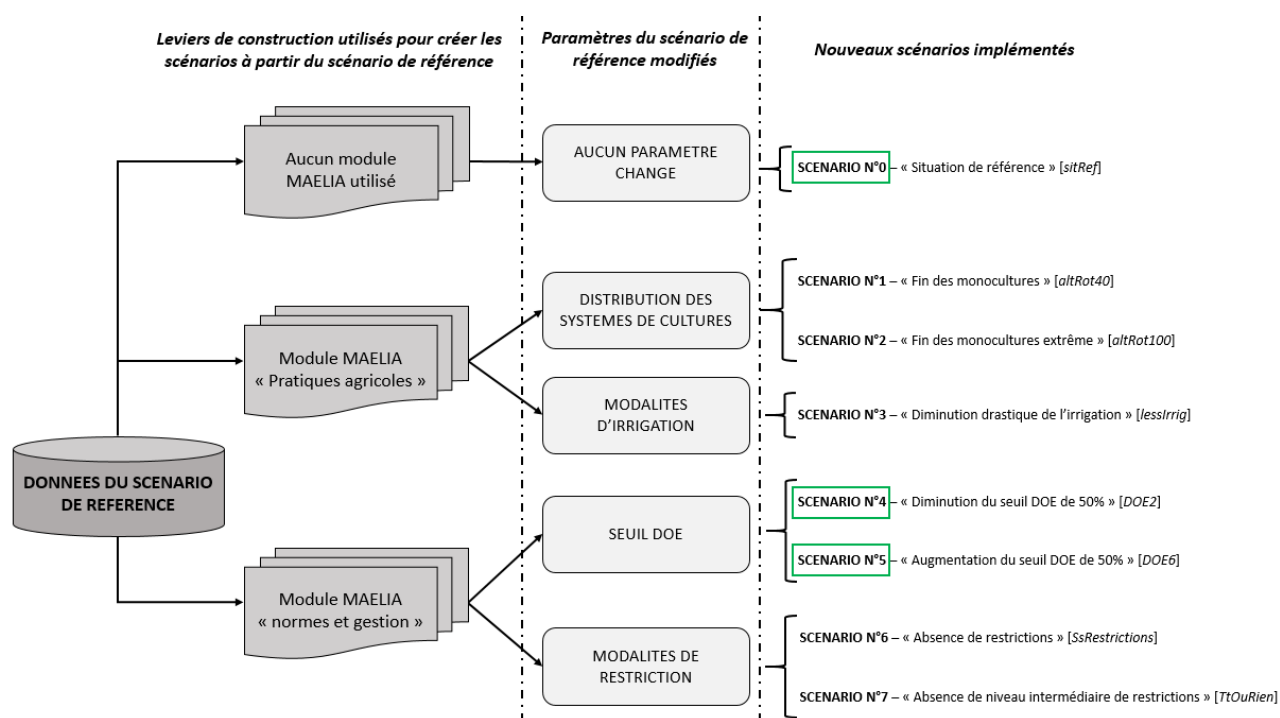 Leviers de construction utilisés pour créer les
scénarios à partir du scénario de référence
Paramètres du scénario de
référence modifiés
Nouveaux scénarios implémentés
Aucun module
MAELIA utilisé
AUCUN PARAMETRE
CHANGE
SCENARIO N°0 – « Situation de référence » [sitRef]
Module MAELIA
« Pratiques agricoles »
DISTRIBUTION DES
SYSTEMES DE CULTURES
SCENARIO N°1 – « Fin des monocultures » [altRot40]
SCENARIO N°2 – « Fin des monocultures extrême » [altRot100]
MODALITES
D'IRRIGATION
SCENARIO N°3 – « Diminution drastique de l'irrigation » [lessIrrig]
DONNEES DU SCENARIO
DE REFERENCE
Module MAELIA
« normes et gestion »
SEUIL DOE
SCENARIO N°4 – « Diminution du seuil DOE de 50% » [DOE2]
SCENARIO N°5 – « Augmentation du seuil DOE de 50% » [DOE6]
MODALITES DE
RESTRICTION
SCENARIO N°6 – « Absence de restrictions » [SsRestrictions]
SCENARIO N°7 – « Absence de niveau intermédiaire de restrictions » [TtOuRien]